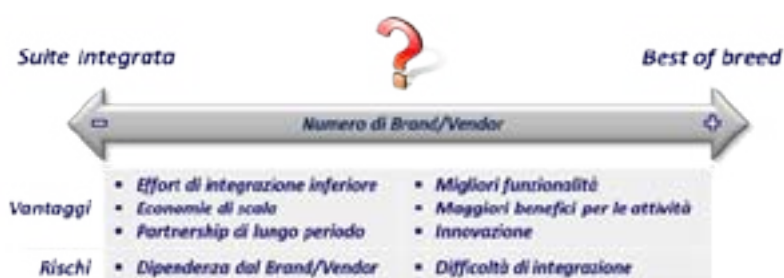 Suite integrata
?
Best of breed
- Numero di Brand/Vendor +
Vantaggi
▪ Effort di integrazione inferiore
▪ Economie di scala
▪ Partnership di lungo periodo
▪ Migliori funzionalità
▪ Maggiori benefici per le attività
▪ Innovazione
Rischi
▪ Dipendenza dal Brand/Vendor
▪ Difficoltà di integrazione